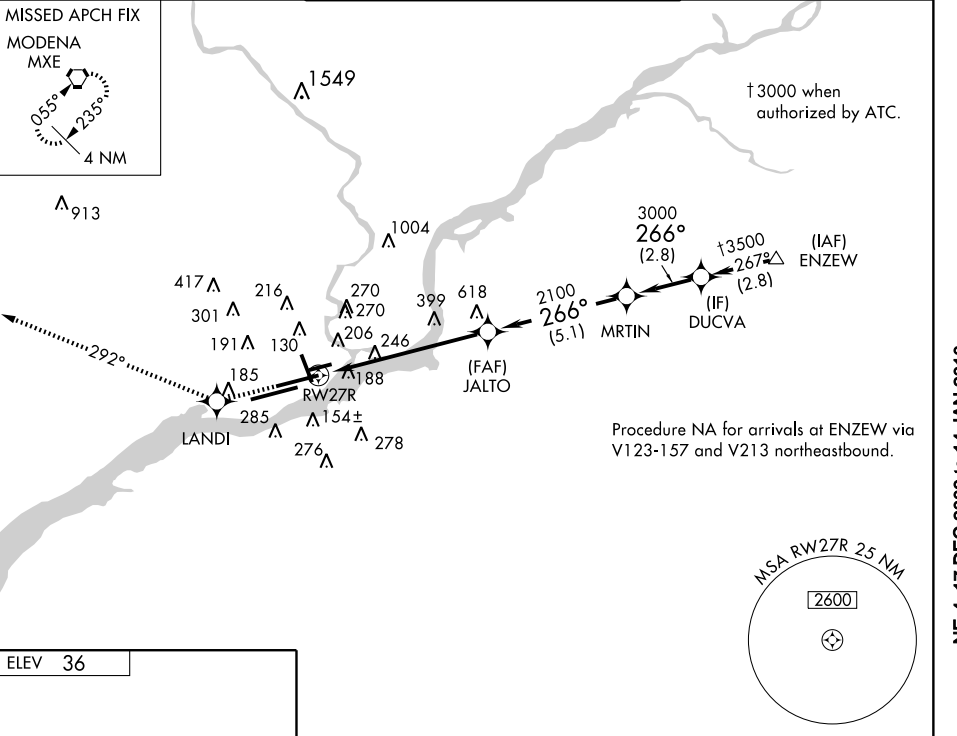 MISSED APCH FIX
MODENA
MXE
055°
235°
4 NM
1549
†3000 when
authorized by ATC.
913
1004
3000
266°
(2.8)
†3500
267°
(2.8)
(IAF)
ENZEW
417
301
216
270
270
399
618
2100
266°
(5.1)
MRTIN
(IF)
DUCVA
191
130
206
246
292°
185
188
RW27R
(FAF)
JALTO
LANDI
285
154±
276
278
Procedure NA for arrivals at ENZEW via
V123-157 and V213 northeastbound.
MSA RW27R 25 NM
2600
ELEV 36